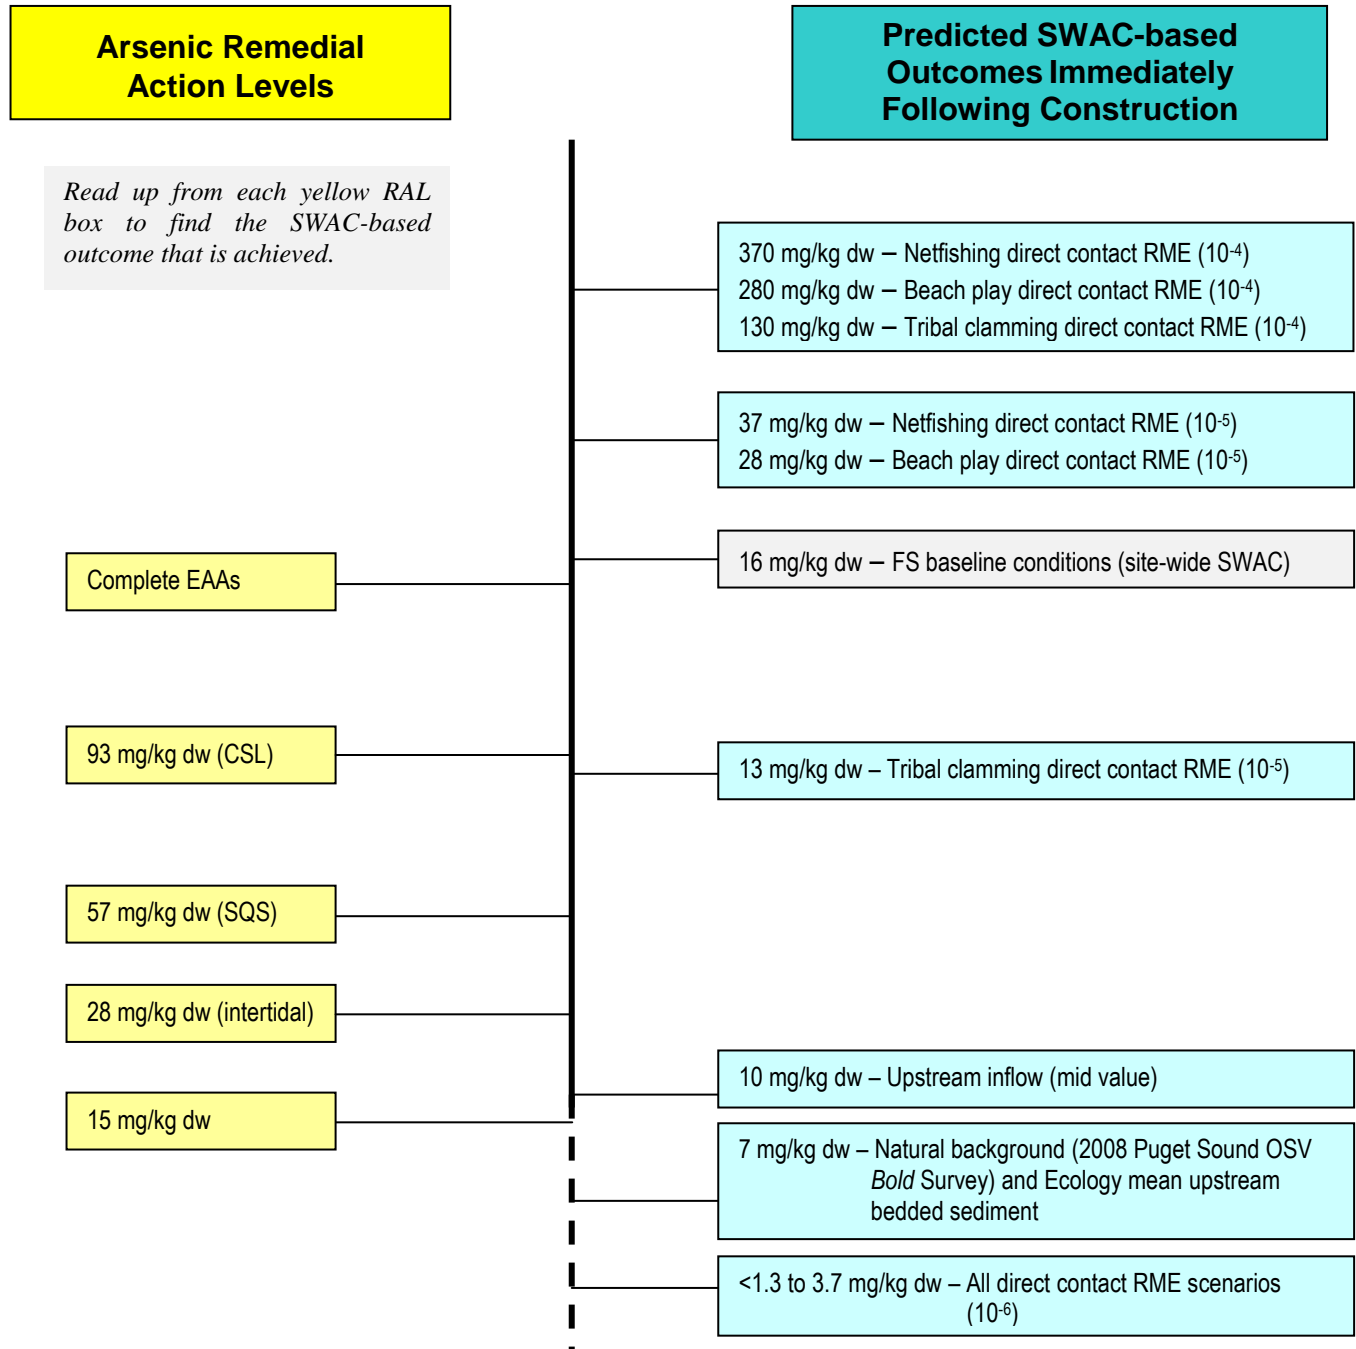 Arsenic Remedial
Action Levels
Predicted SWAC-based
Outcomes Immediately
Following Construction
Read up from each yellow RAL
box to find the SWAC-based
outcome that is achieved.
370 mg/kg dw – Netfishing direct contact RME (10-4)
280 mg/kg dw – Beach play direct contact RME (10-4)
130 mg/kg dw – Tribal clamming direct contact RME (10-4)
37 mg/kg dw – Netfishing direct contact RME (10-5)
28 mg/kg dw – Beach play direct contact RME (10-5)
16 mg/kg dw – FS baseline conditions (site-wide SWAC)
Complete EAAs
93 mg/kg dw (CSL)
13 mg/kg dw – Tribal clamming direct contact RME (10-5)
57 mg/kg dw (SQS)
28 mg/kg dw (intertidal)
10 mg/kg dw – Upstream inflow (mid value)
15 mg/kg dw
7 mg/kg dw – Natural background (2008 Puget Sound OSV
Bold Survey) and Ecology mean upstream
bedded sediment
<1.3 to 3.7 mg/kg dw – All direct contact RME scenarios
(10-6)